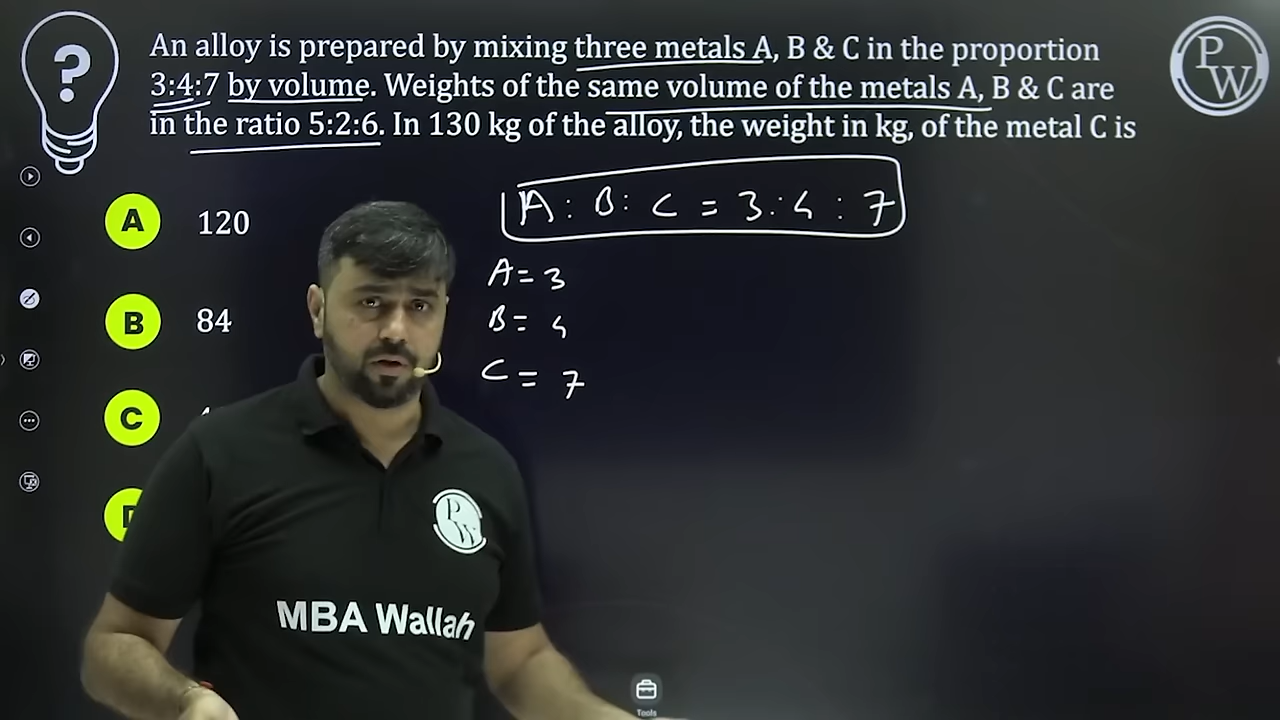 An alloy is prepared by mixing three metals A, B & C in the proportion
3:4:7 by volume. Weights of the same volume of the metals A, B & C are
in the ratio 5:2:6. In 130 kg of the alloy, the weight in kg, of the metal C is
PW
A 120
B 84
C
A : B : C = 3 : 4 : 7
A = 3
B = 4
C = 7
PW
MBA Wallah
Tools